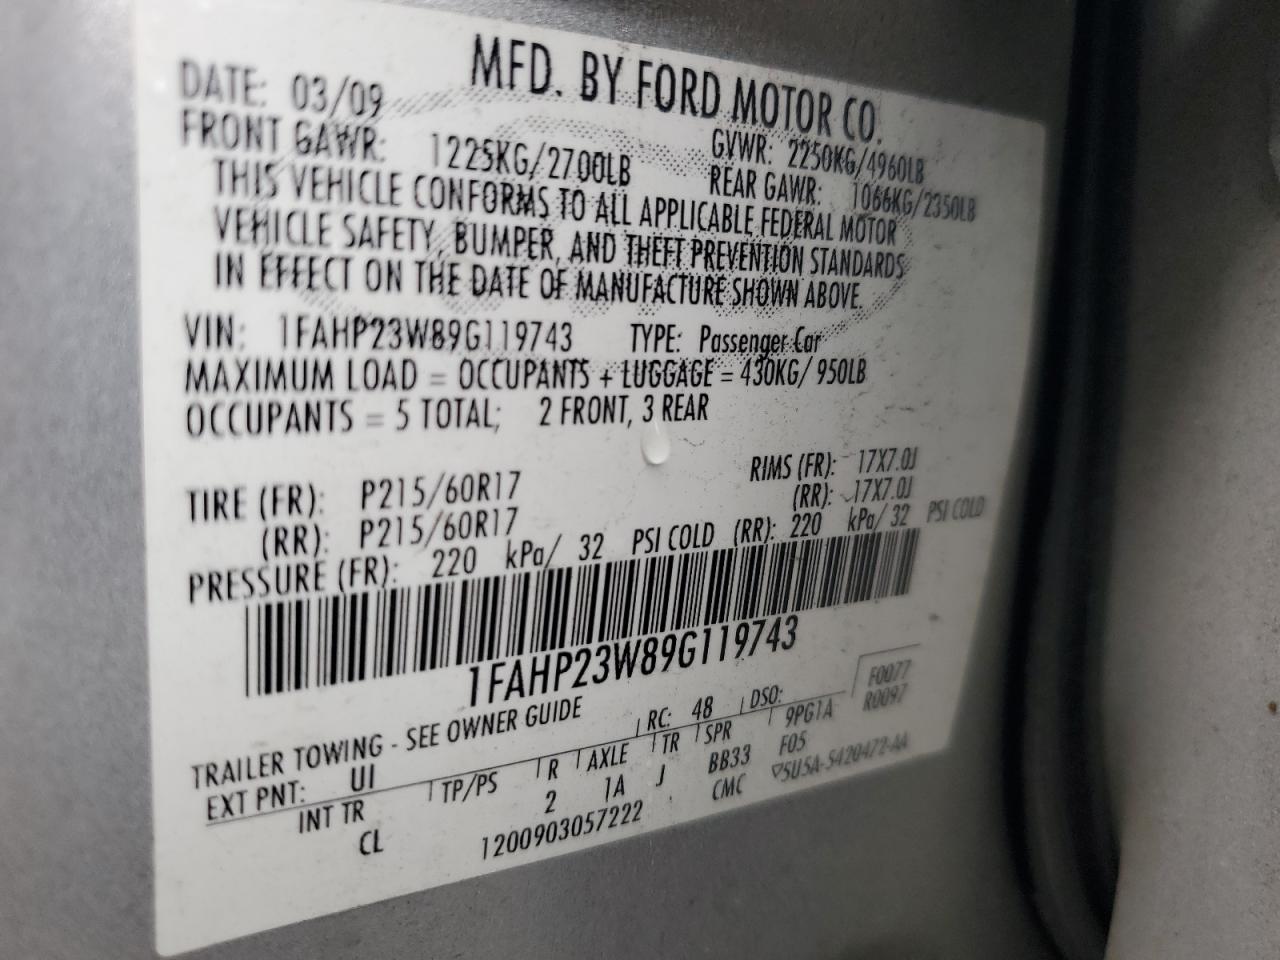 MFD. BY FORD MOTOR CO.
DATE: 03/09
GVWR: 2250KG/4960LB
FRONT GAWR: 1225KG/2700LB
REAR GAWR: 1066KG/2350LB
THIS VEHICLE CONFORMS TO ALL APPLICABLE FEDERAL MOTOR
VEHICLE SAFETY, BUMPER, AND THEFT PREVENTION STANDARDS
IN EFFECT ON THE DATE OF MANUFACTURE SHOWN ABOVE.
VIN: 1FAHP23W89G119743 TYPE: Passenger Car
MAXIMUM LOAD = OCCUPANTS + LUGGAGE = 430KG/ 950LB
OCCUPANTS = 5 TOTAL; 2 FRONT, 3 REAR
TIRE (FR): P215/60R17 RIMS (FR): 17X7.0J
(RR): P215/60R17 (RR): 17X7.0J
PRESSURE (FR): 220 kPa/ 32 PSI COLD (RR): 220 kPa/ 32 PSI COLD
1FAHP23W89G119743
F0077
TRAILER TOWING - SEE OWNER GUIDE R0097
EXT PNT: UI RC: 48 DSO:
INT TR TP/PS R AXLE TR SPR 9PG1A
CL 2 1A J BB33 F05
1200903057222 CMC ▽5U5A-5420472-AA